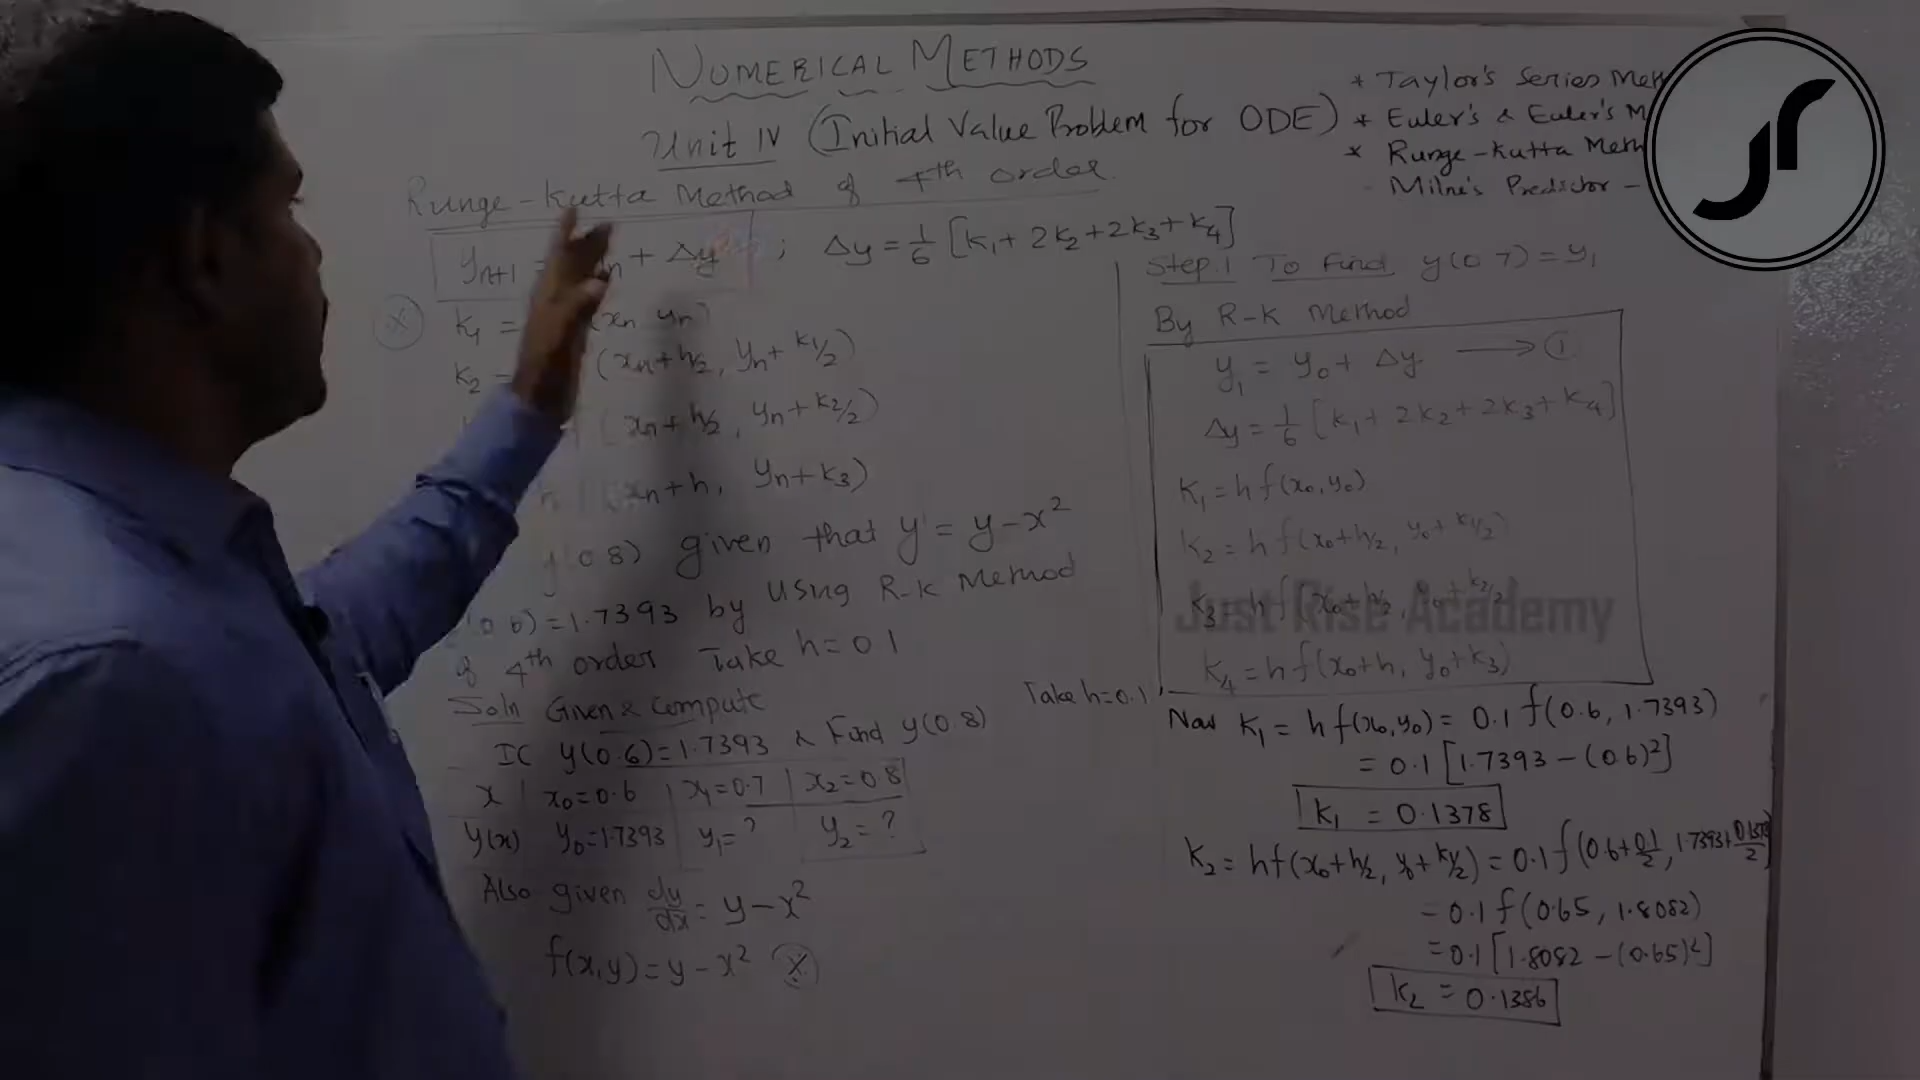 NUMERICAL METHODS
Unit IV (Initial Value Problem for ODE)
* Taylor's Series Meth
* Euler's & Euler's M
* Runge-Kutta Meth
- Milne's Predictor -
Runge-Kutta Method of 4th order
yn+1 = yn + Δy ; Δy = 1/6 [K1 + 2K2 + 2K3 + K4]
K1 = (xn yn)
K2 = (xn+h/2, yn+K1/2)
(xn+h/2, yn+K2/2)
(xn+h, yn+K3)
y(0.8) given that y' = y-x²
(0.6)=1.7393 by using R-K Method
of 4th order Take h=0.1
Soln Given & Compute
IC y(0.6)=1.7393 & Find y(0.8)
x x0=0.6 x1=0.7 x2=0.8
y(x) y0=1.7393 y1=? y2=?
Also given dy/dx = y-x²
f(x,y)=y-x² (X)
Step.1 To Find y(0.7)=y1
By R-K Method
y1 = y0 + Δy → (1)
Δy = 1/6 [K1 + 2K2 + 2K3 + K4]
K1 = h f(x0,y0)
K2 = h f(x0+h/2, y0+K1/2)
K3 = h f(x0+h/2, y0+K2/2)
Just Rise Academy
K4 = h f(x0+h, y0+K3)
Take h=0.1
Now K1 = h f(x0,y0) = 0.1 f(0.6, 1.7393)
= 0.1 [1.7393 - (0.6)²]
K1 = 0.1378
K2 = hf(x0+h/2, y+K1/2) = 0.1 f(0.6+0.1/2, 1.7393+0.1378/2)
= 0.1 f(0.65, 1.8082)
= 0.1 [1.8082 - (0.65)²]
K2 = 0.1386